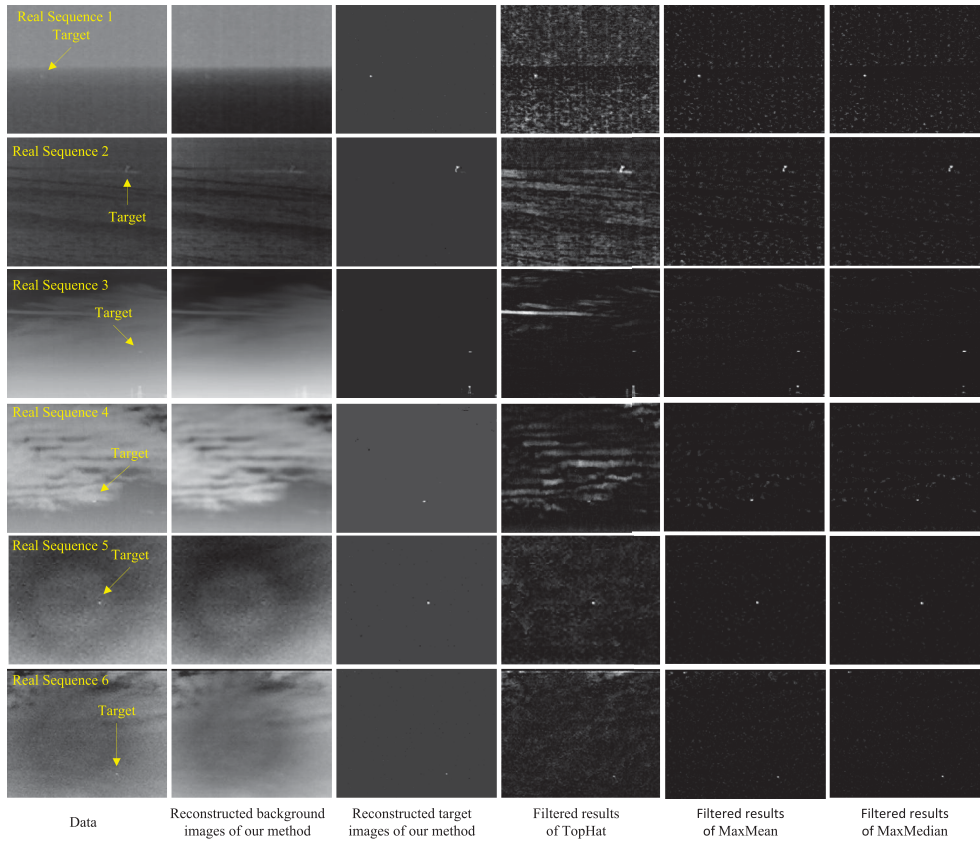 Real Sequence 1
Target
Real Sequence 2
Target
Real Sequence 3
Target
Real Sequence 4
Target
Real Sequence 5
Target
Real Sequence 6
Target
Data
Reconstructed background
images of our method
Reconstructed target
images of our method
Filtered results
of TopHat
Filtered results
of MaxMean
Filtered results
of MaxMedian